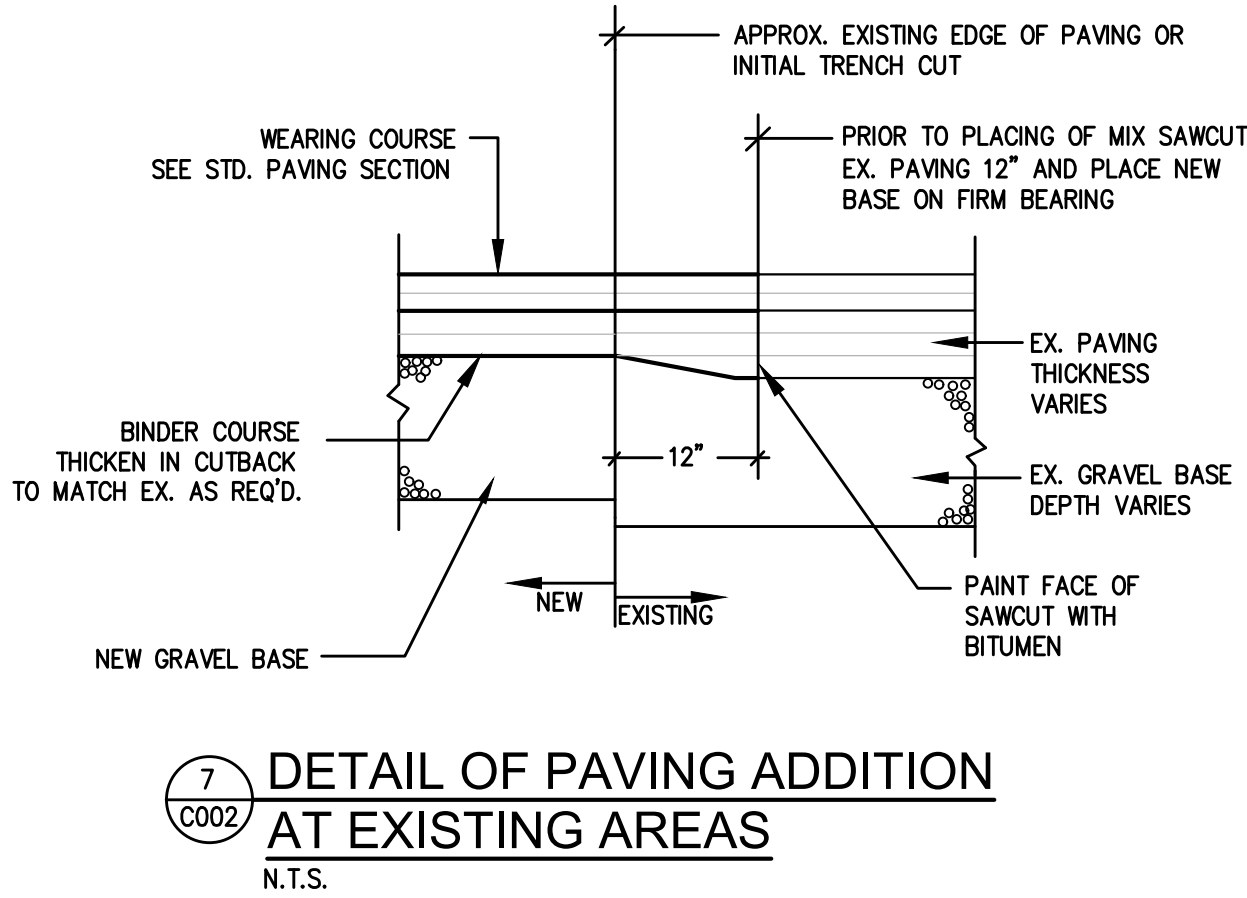 APPROX. EXISTING EDGE OF PAVING OR
INITIAL TRENCH CUT
WEARING COURSE
SEE STD. PAVING SECTION
PRIOR TO PLACING OF MIX SAWCUT
EX. PAVING 12" AND PLACE NEW
BASE ON FIRM BEARING
EX. PAVING
THICKNESS
VARIES
BINDER COURSE
THICKEN IN CUTBACK
TO MATCH EX. AS REQ'D.
12"
EX. GRAVEL BASE
DEPTH VARIES
NEW
EXISTING
PAINT FACE OF
SAWCUT WITH
BITUMEN
NEW GRAVEL BASE
7
C002
DETAIL OF PAVING ADDITION
AT EXISTING AREAS
N.T.S.